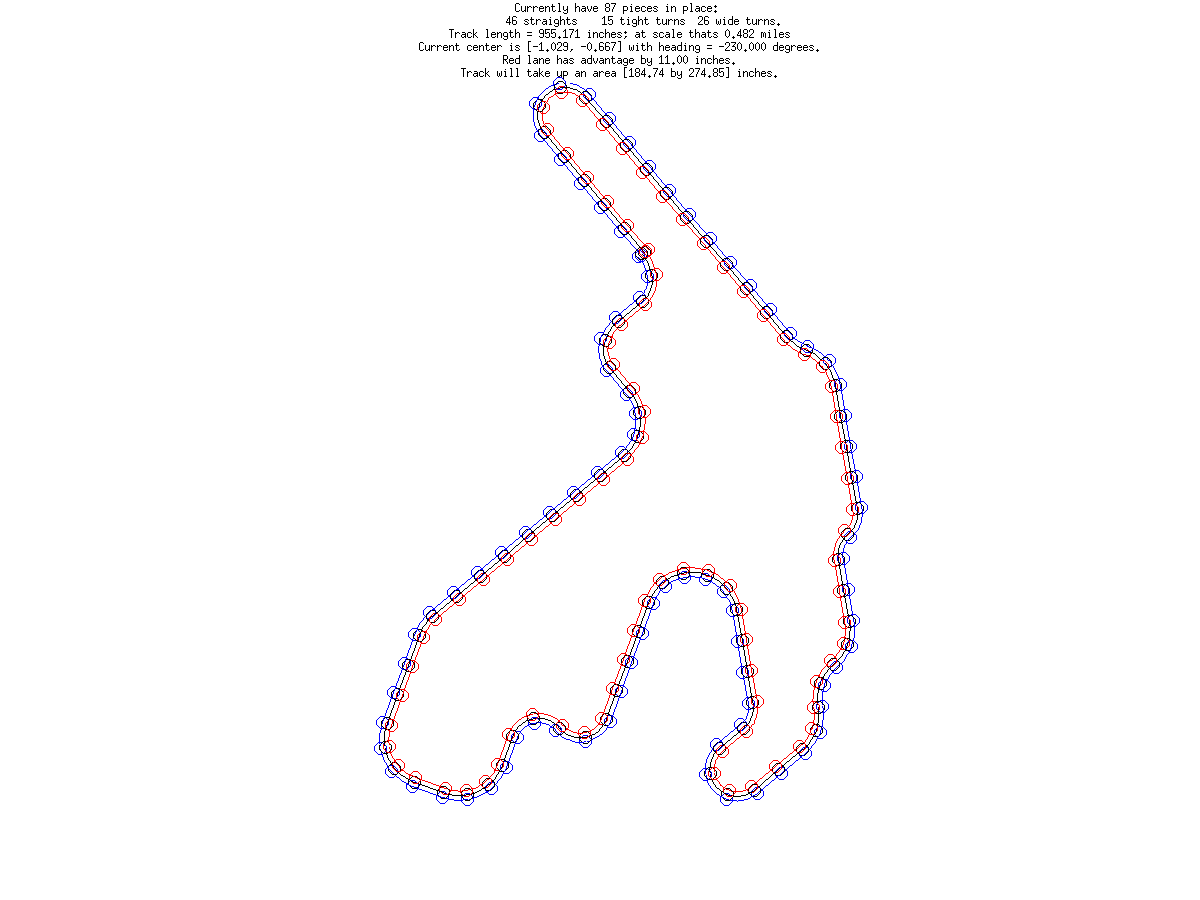 Currently have 87 pieces in place:
46 straights    15 tight turns  26 wide turns.
Track length = 955.171 inches; at scale thats 0.482 miles
Current center is [-1.029, -0.667] with heading = -230.000 degrees.
Red lane has advantage by 11.00 inches.
Track will take up an area [184.74 by 274.85] inches.